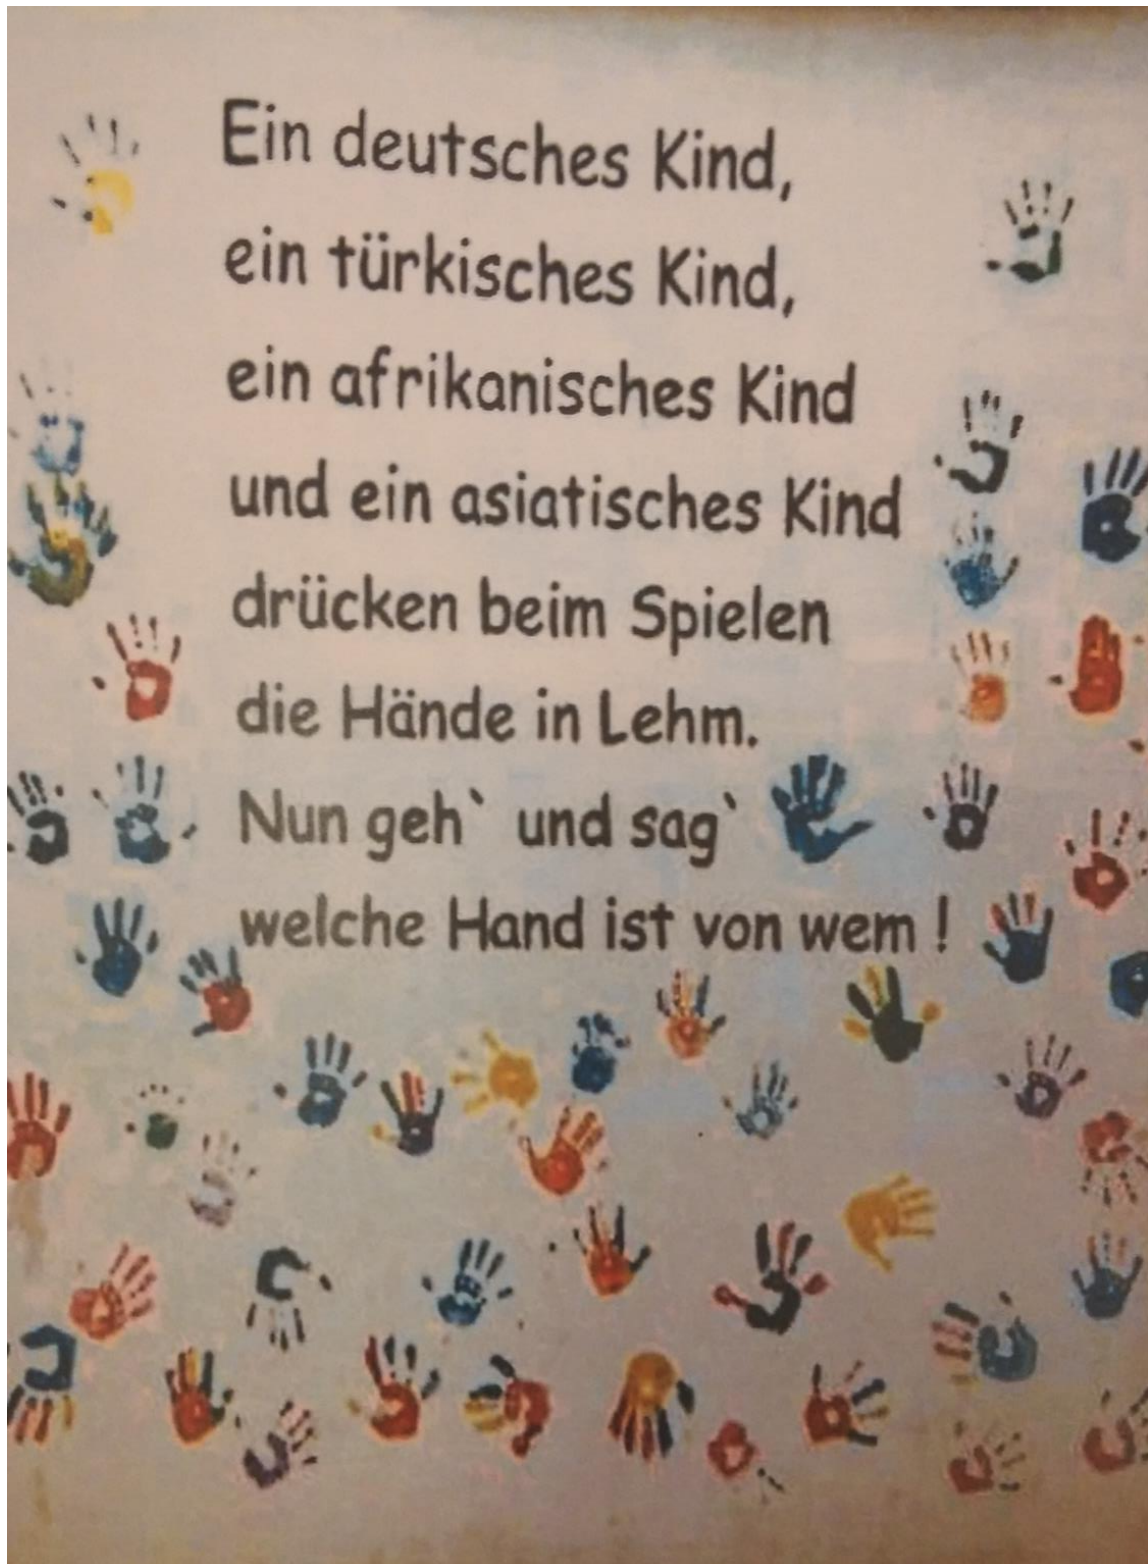 Ein deutsches Kind,
ein türkisches Kind,
ein afrikanisches Kind
und ein asiatisches Kind
drücken beim Spielen
die Hände in Lehm.
Nun geh` und sag`
welche Hand ist von wem !